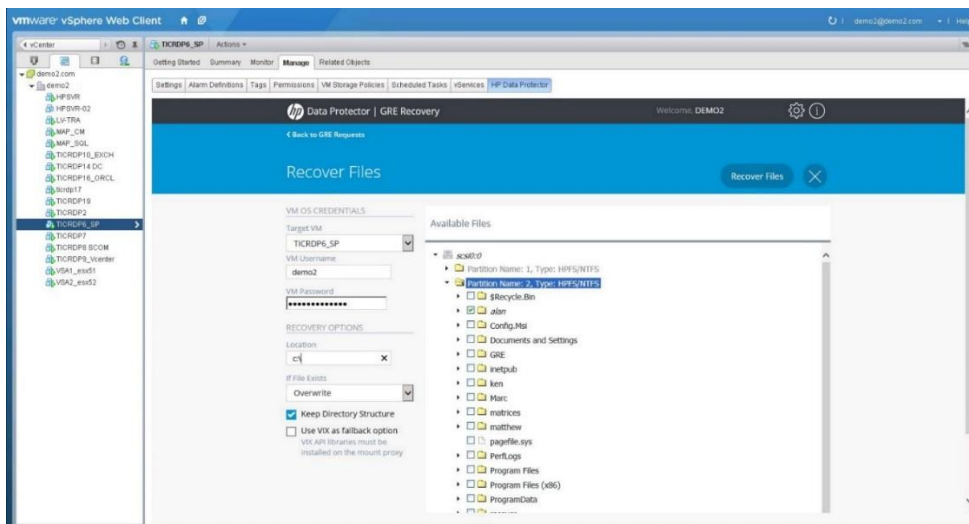 vmware vSphere Web Client
demo2@demo2.com
Help
vCenter
TICRDP6_SP Actions
Getting Started Summary Monitor Manage Related Objects
Settings Alarm Definitions Tags Permissions VM Storage Policies Scheduled Tasks vServices HP Data Protector
demo2.com
demo2
HPSVR
HPSVR-02
LV-TRA
MAP_CM
MAP_SQL
TICRDP10_EXCH
TICRDP14 DC
TICRDP16_ORCL
ticrdp17
TICRDP19
TICRDP2
TICRDP6_SP
TICRDP7
TICRDP8 SCOM
TICRDP9_Vcenter
VSA1_esx51
VSA2_esx52
hp Data Protector | GRE Recovery
Welcome, DEMO2
Back to GRE Requests
Recover Files
Recover Files
VM OS CREDENTIALS
Target VM
TICRDP6_SP
VM Username
demo2
VM Password
RECOVERY OPTIONS
Location
c:\
If File Exists
Overwrite
Keep Directory Structure
Use VIX as fallback option
VIX API libraries must be
installed on the mount proxy
Available Files
scsi0:0
Partition Name: 1, Type: HPFS/NTFS
Partition Name: 2, Type: HPFS/NTFS
$Recycle.Bin
alan
Config.Msi
Documents and Settings
GRE
inetpub
ken
Marc
matrices
matthew
pagefile.sys
PerfLogs
Program Files
Program Files (x86)
ProgramData